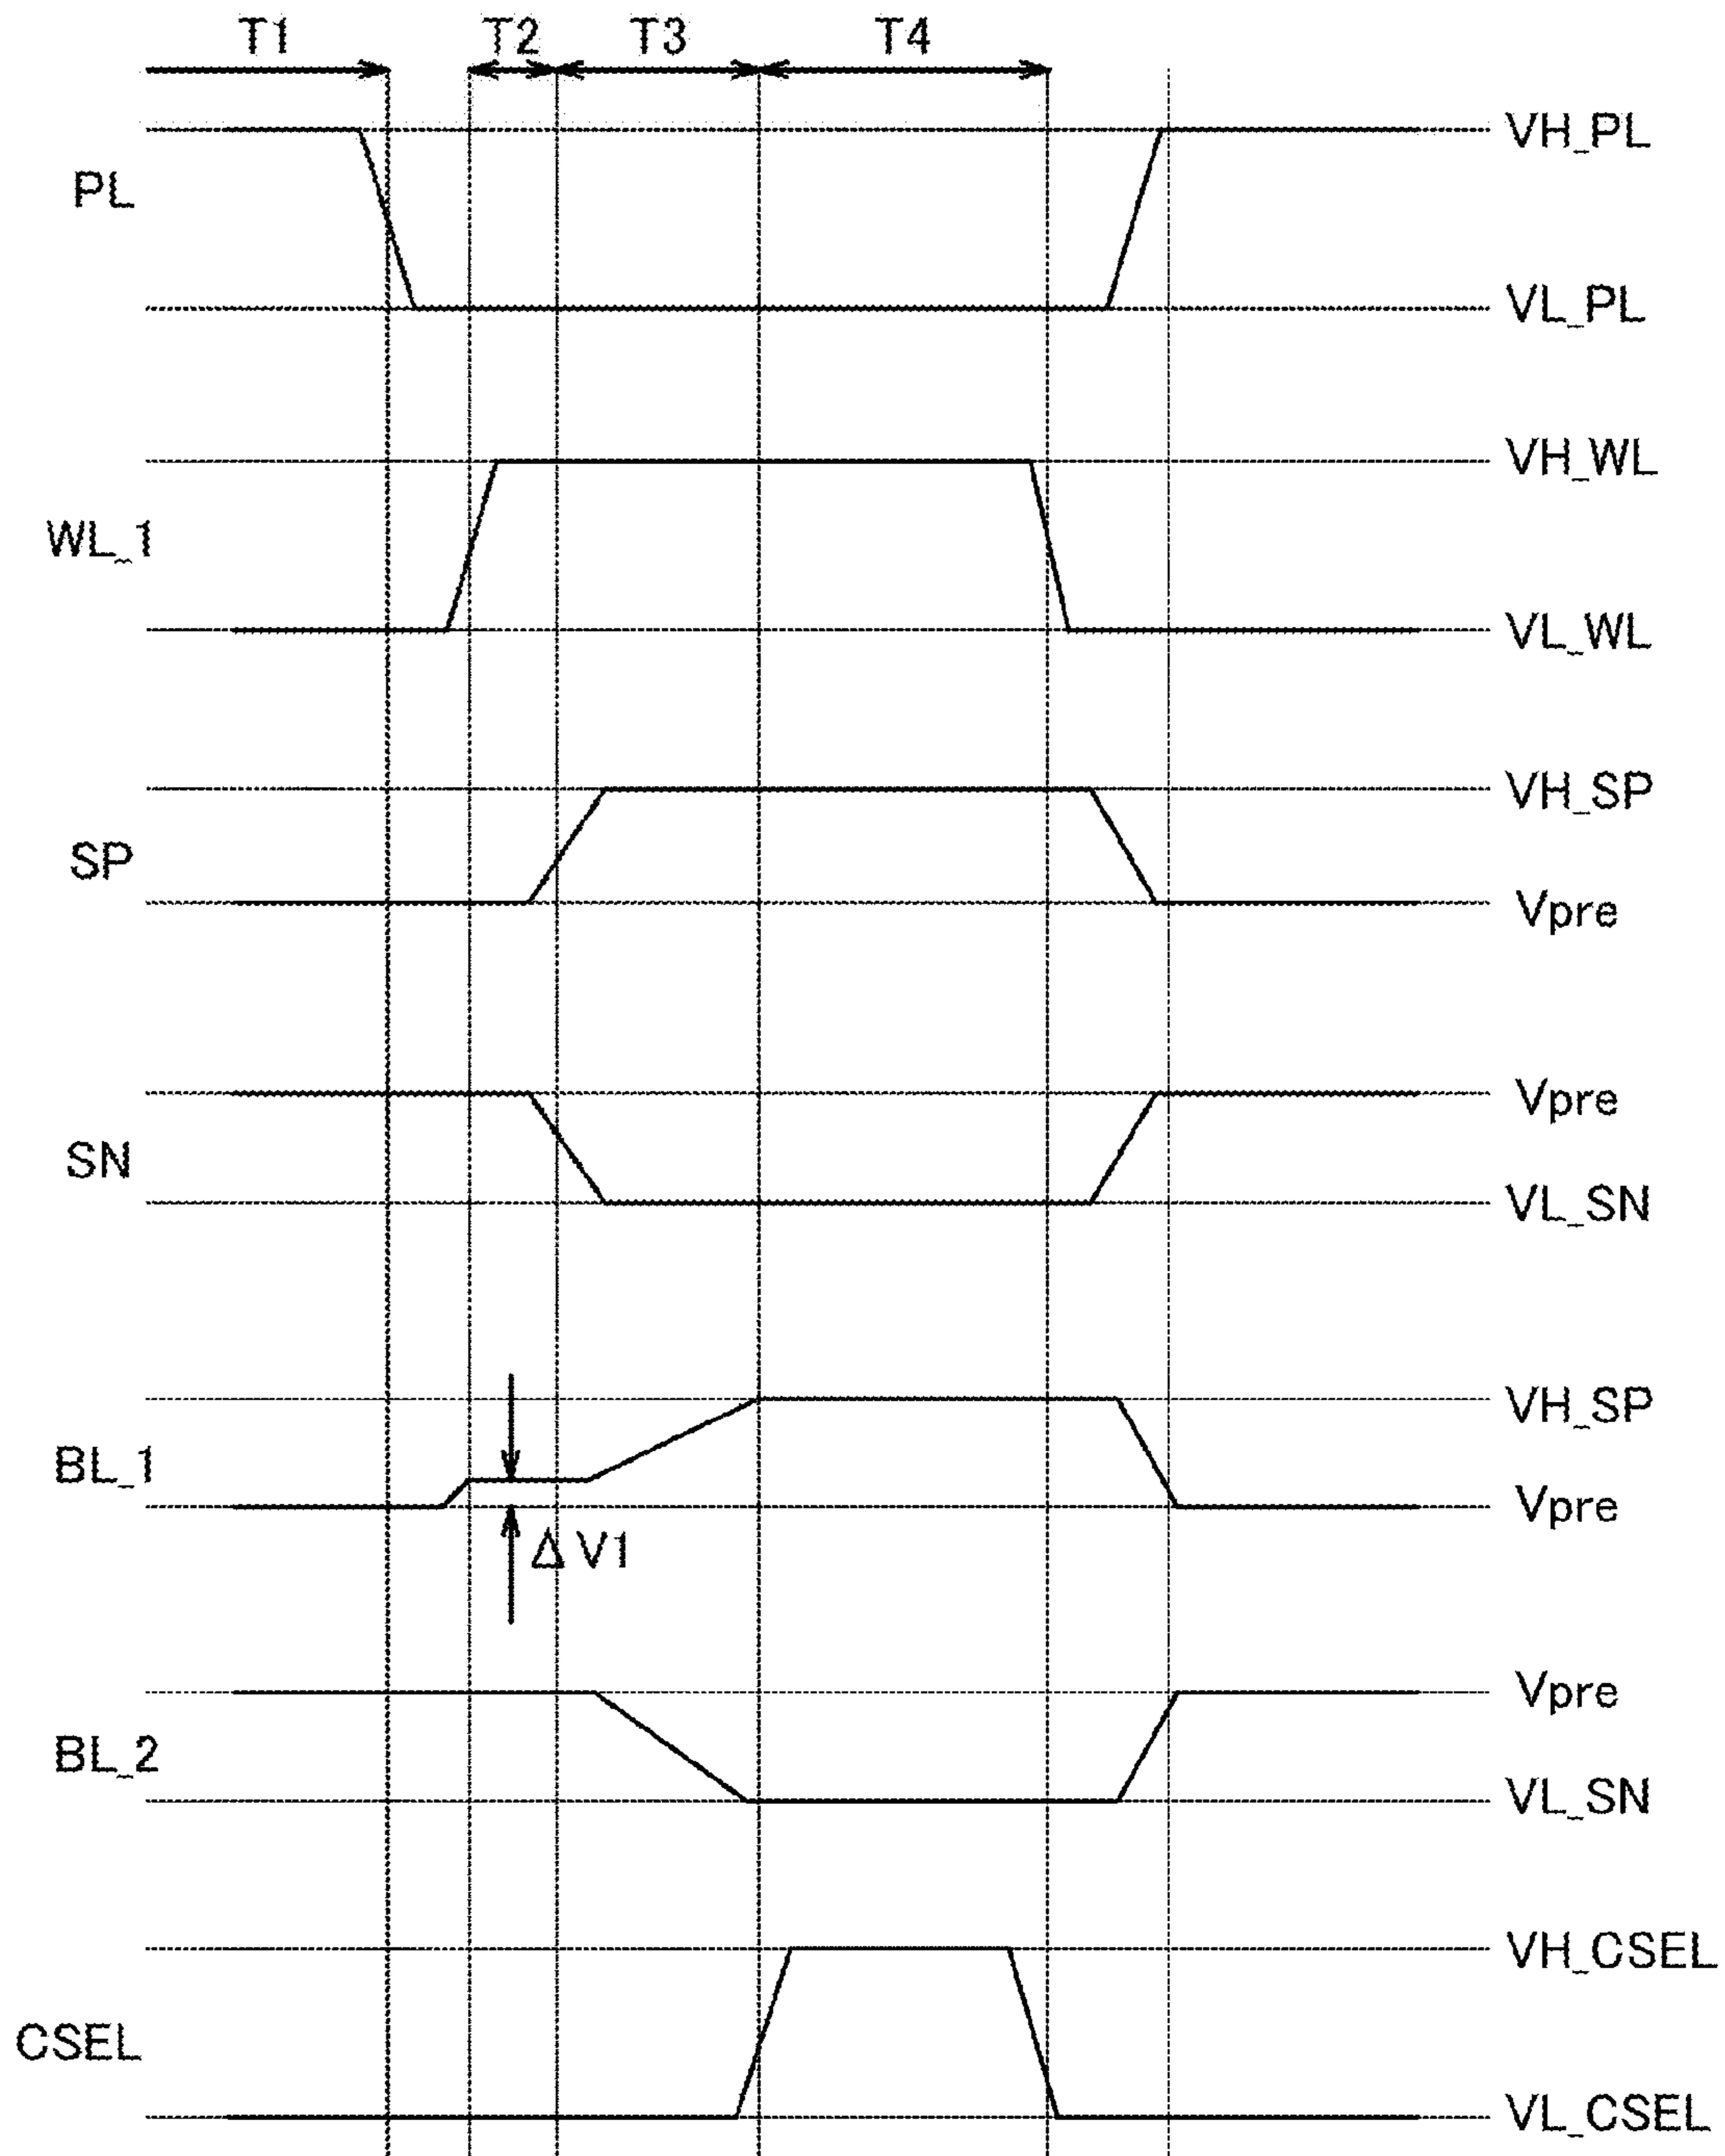 T1 T2 T3 T4
VH_PL
PL
VL_PL
VH_WL
WL_1
VL_WL
VH_SP
SP
Vpre
Vpre
SN
VL_SN
VH_SP
BL_1
Vpre
ΔV1
Vpre
BL_2
VL_SN
VH_CSEL
CSEL
VL_CSEL